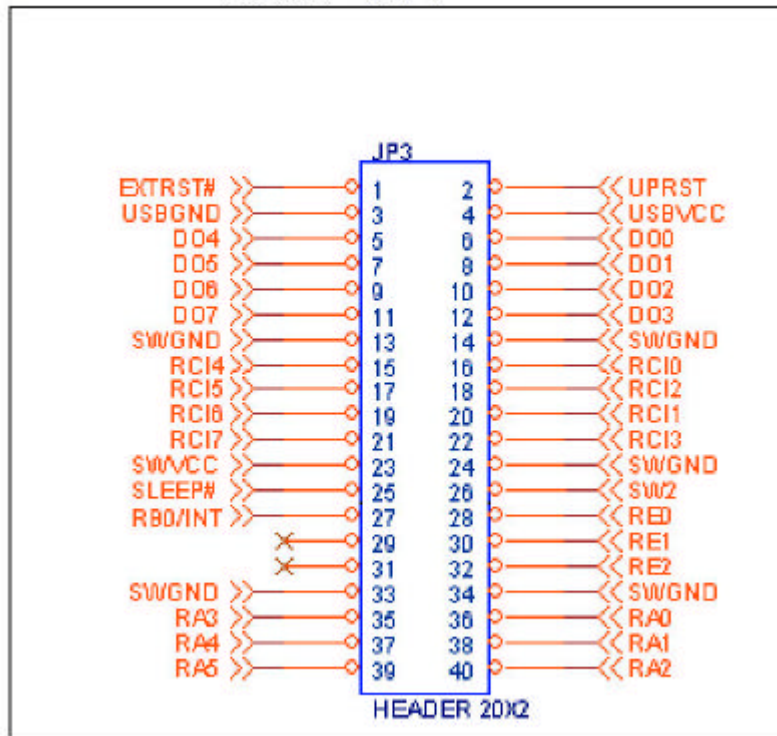 JP3
EXTRST# 1 2 UPRST
USBGND 3 4 USBVCC
DO4 5 6 DO0
DO5 7 8 DO1
DO6 9 10 DO2
DO7 11 12 DO3
SWGND 13 14 SWGND
RCI4 15 16 RCI0
RCI5 17 18 RCI2
RCI6 19 20 RCI1
RCI7 21 22 RCI3
SWVCC 23 24 SWGND
SLEEP# 25 26 SW2
RB0/INT 27 28 RE0
29 30 RE1
31 32 RE2
SWGND 33 34 SWGND
RA3 35 36 RA0
RA4 37 38 RA1
RA5 39 40 RA2
HEADER 20X2